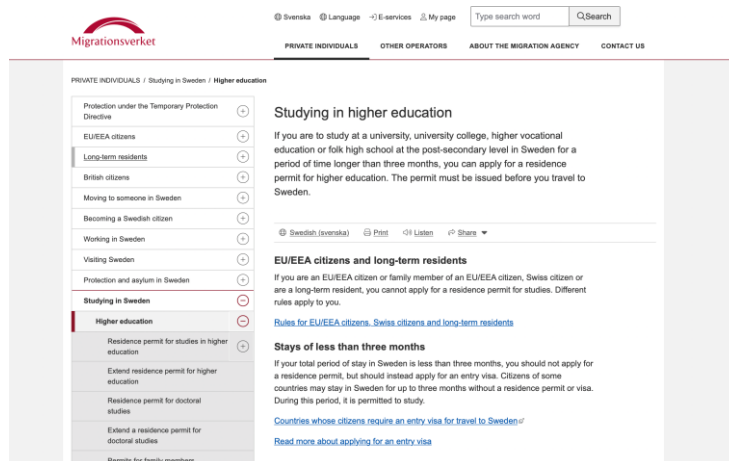 Svenska Language E-services My page Type search word Search
Migrationsverket
PRIVATE INDIVIDUALS OTHER OPERATORS ABOUT THE MIGRATION AGENCY CONTACT US
PRIVATE INDIVIDUALS / Studying in Sweden / Higher education
Protection under the Temporary Protection
Directive
EU/EEA citizens
Long-term residents
British citizens
Moving to someone in Sweden
Becoming a Swedish citizen
Working in Sweden
Visiting Sweden
Protection and asylum in Sweden
Studying in Sweden
Higher education
Residence permit for studies in higher
education
Extend residence permit for higher
education
Residence permit for doctoral
studies
Extend a residence permit for
doctoral studies
Permits for family members
Studying in higher education
If you are to study at a university, university college, higher vocational
education or folk high school at the post-secondary level in Sweden for a
period of time longer than three months, you can apply for a residence
permit for higher education. The permit must be issued before you travel to
Sweden.
Swedish (svenska) Print Listen Share
EU/EEA citizens and long-term residents
If you are an EU/EEA citizen or family member of an EU/EEA citizen, Swiss citizen or
are a long-term resident, you cannot apply for a residence permit for studies. Different
rules apply to you.
Rules for EU/EEA citizens, Swiss citizens and long-term residents
Stays of less than three months
If your total period of stay in Sweden is less than three months, you should not apply for
a residence permit, but should instead apply for an entry visa. Citizens of some
countries may stay in Sweden for up to three months without a residence permit or visa.
During this period, it is permitted to study.
Countries whose citizens require an entry visa for travel to Sweden
Read more about applying for an entry visa